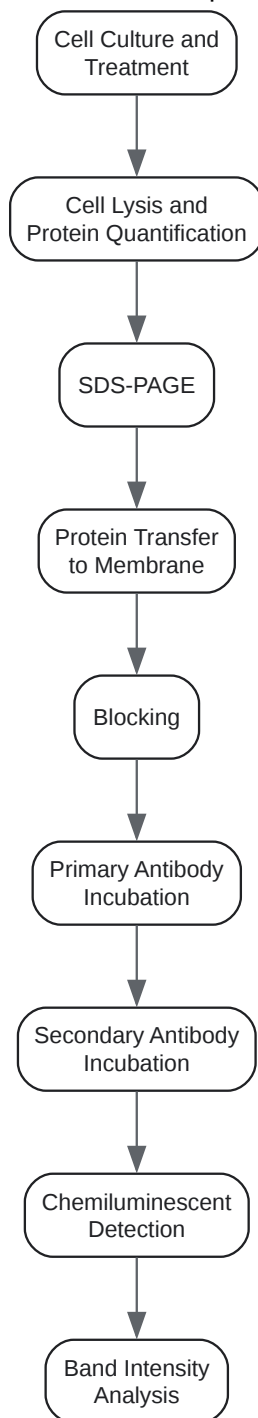 Cell Culture and
Treatment
Cell Lysis and
Protein Quantification
SDS-PAGE
Protein Transfer
to Membrane
Blocking
Primary Antibody
Incubation
Secondary Antibody
Incubation
Chemiluminescent
Detection
Band Intensity
Analysis